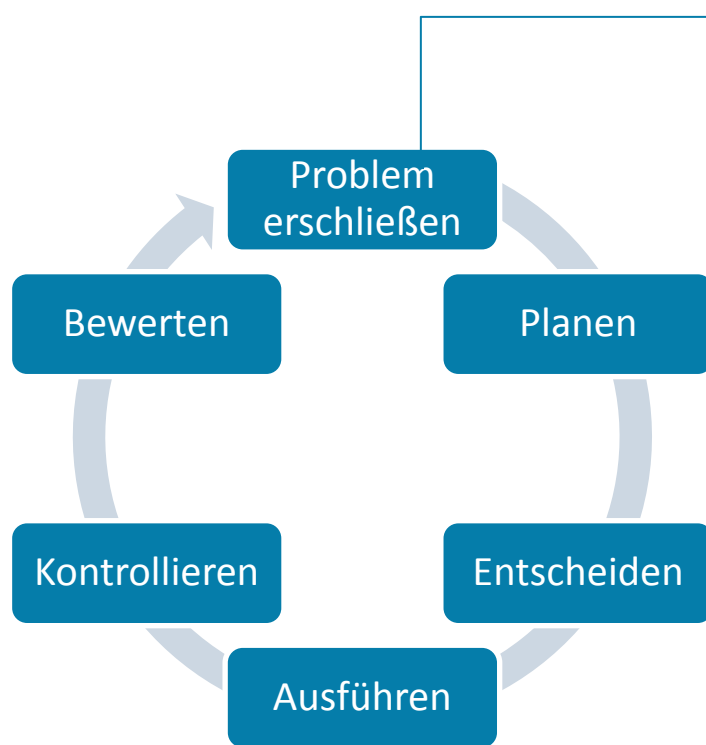 Problem
erschließen
Planen
Entscheiden
Ausführen
Kontrollieren
Bewerten